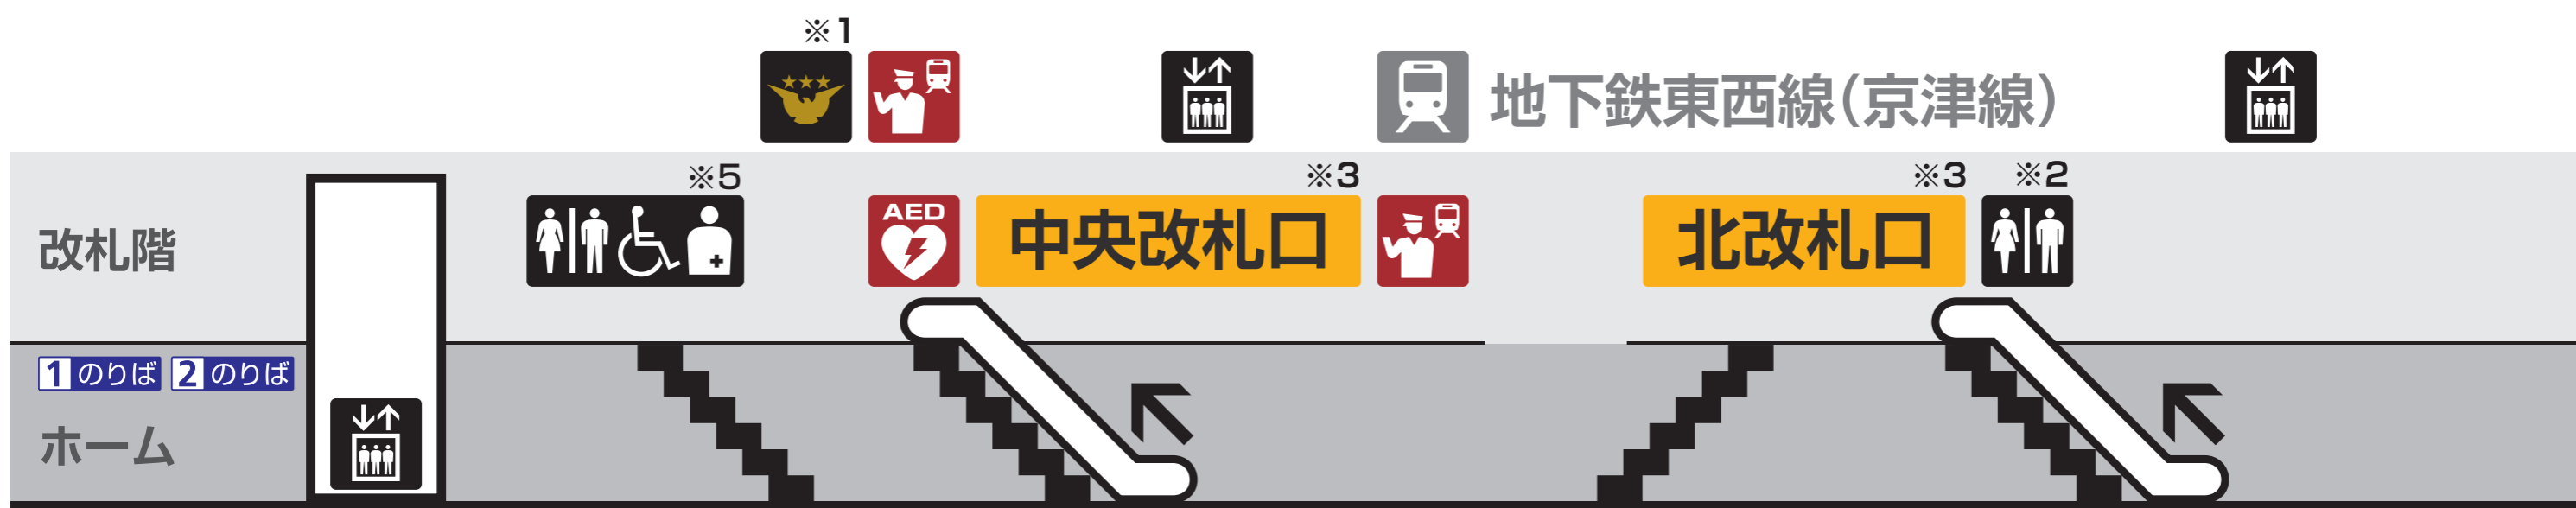 ※1
地下鉄東西線(京津線)
※5 ※3 ※3 ※2
改札階 AED 中央改札口 北改札口
1 のりば 2 のりば
ホーム